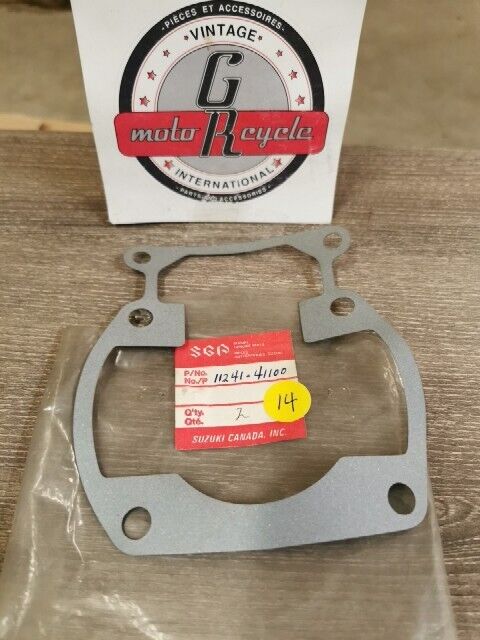 PIÈCES ET ACCESSOIRES
VINTAGE
G
moto R cycle
INTERNATIONAL
PARTS AND ACCESSORIES
SGP
P/No.
No./P 11241-41100
Q'ty.
Qté. 2
14
SUZUKI CANADA, INC.